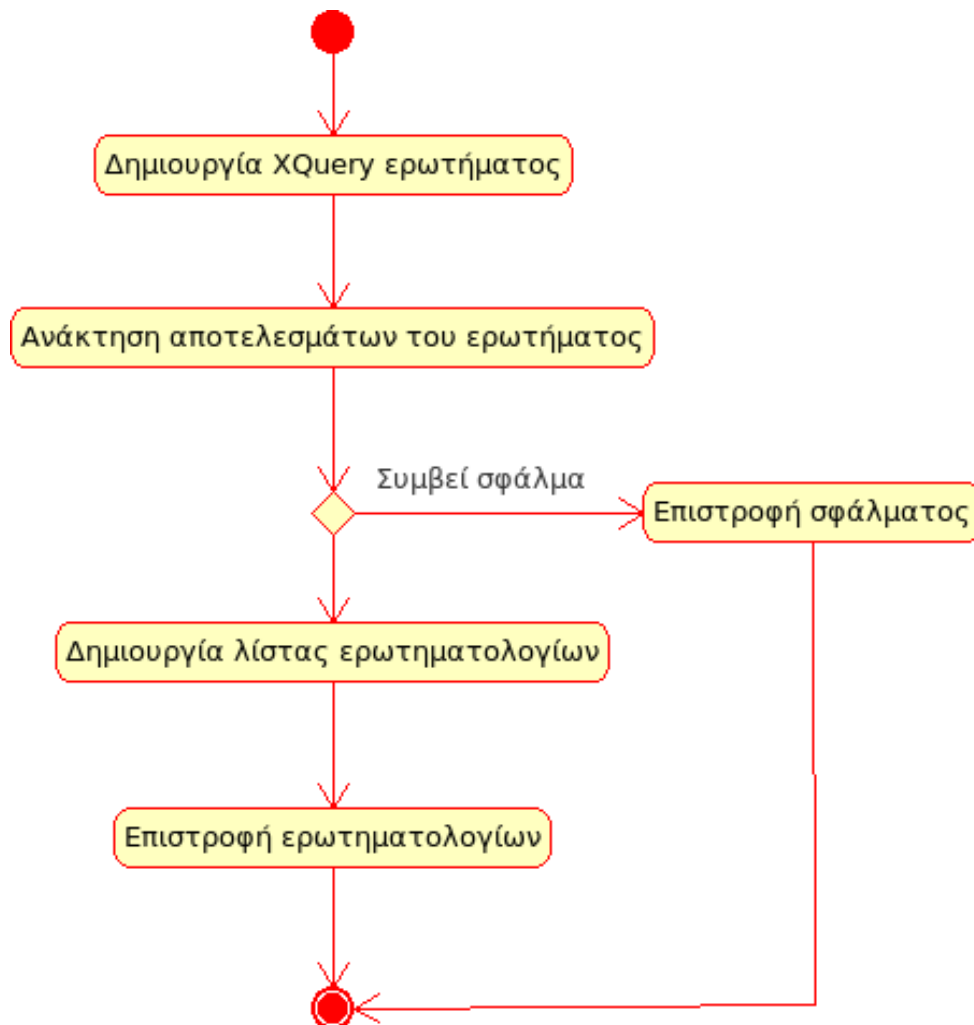 Δημιουργία XQuery ερωτήματος
Ανάκτηση αποτελεσμάτων του ερωτήματος
Συμβεί σφάλμα
Επιστροφή σφάλματος
Δημιουργία λίστας ερωτηματολογίων
Επιστροφή ερωτηματολογίων